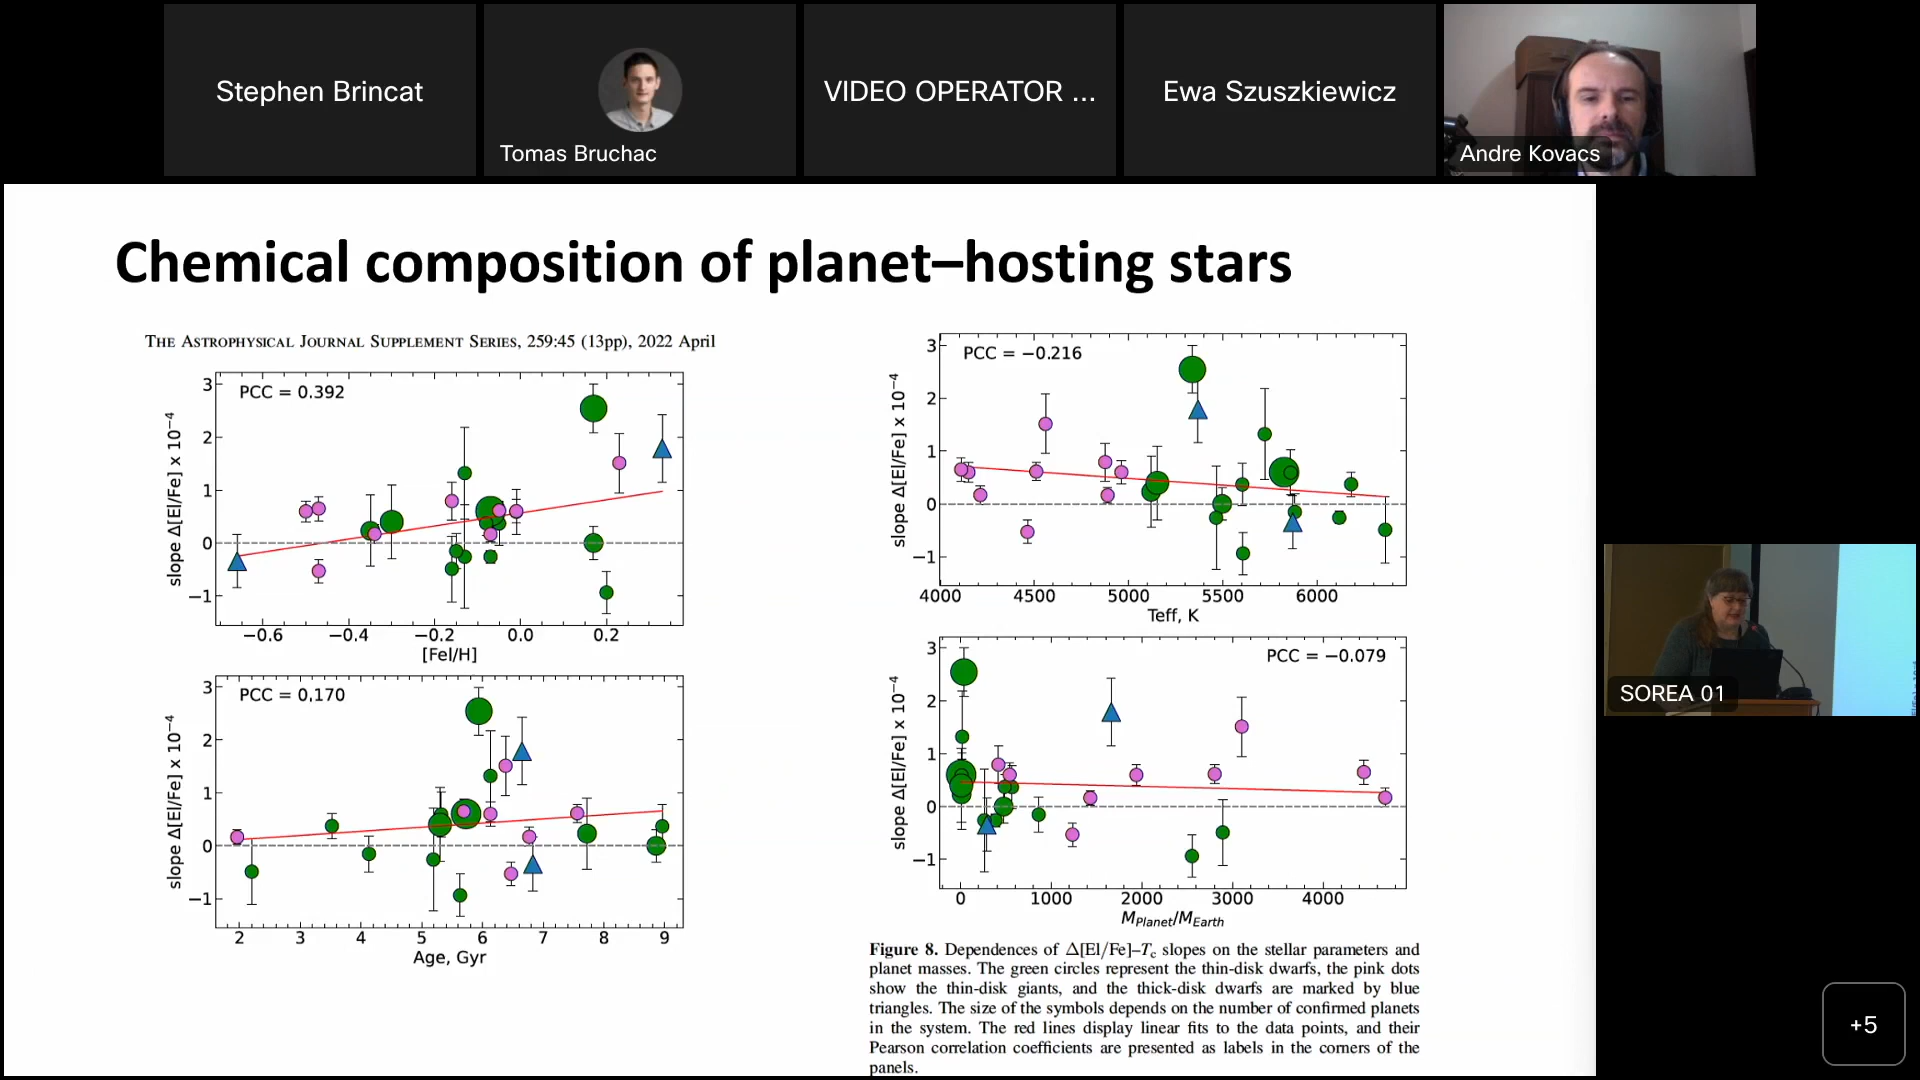 Stephen Brincat
Tomas Bruchac
VIDEO OPERATOR ...
Ewa Szuszkiewicz
Andre Kovacs
Chemical composition of planet–hosting stars
THE ASTROPHYSICAL JOURNAL SUPPLEMENT SERIES, 259:45 (13pp), 2022 April
PCC = 0.392
slope Δ[El/Fe] x 10⁻⁴
3
2
1
0
−1
−0.6 −0.4 −0.2 0.0 0.2
[FeI/H]
PCC = 0.170
slope Δ[El/Fe] x 10⁻⁴
3
2
1
0
−1
2 3 4 5 6 7 8 9
Age, Gyr
PCC = −0.216
slope Δ[El/Fe] x 10⁻⁴
3
2
1
0
−1
4000 4500 5000 5500 6000
Teff, K
PCC = −0.079
slope Δ[El/Fe] x 10⁻⁴
3
2
1
0
−1
0 1000 2000 3000 4000
M_Planet/M_Earth
Figure 8. Dependences of Δ[El/Fe]–Tc slopes on the stellar parameters and
planet masses. The green circles represent the thin-disk dwarfs, the pink dots
show the thin-disk giants, and the thick-disk dwarfs are marked by blue
triangles. The size of the symbols depends on the number of confirmed planets
in the system. The red lines display linear fits to the data points, and their
Pearson correlation coefficients are presented as labels in the corners of the
panels.
SOREA 01
+5